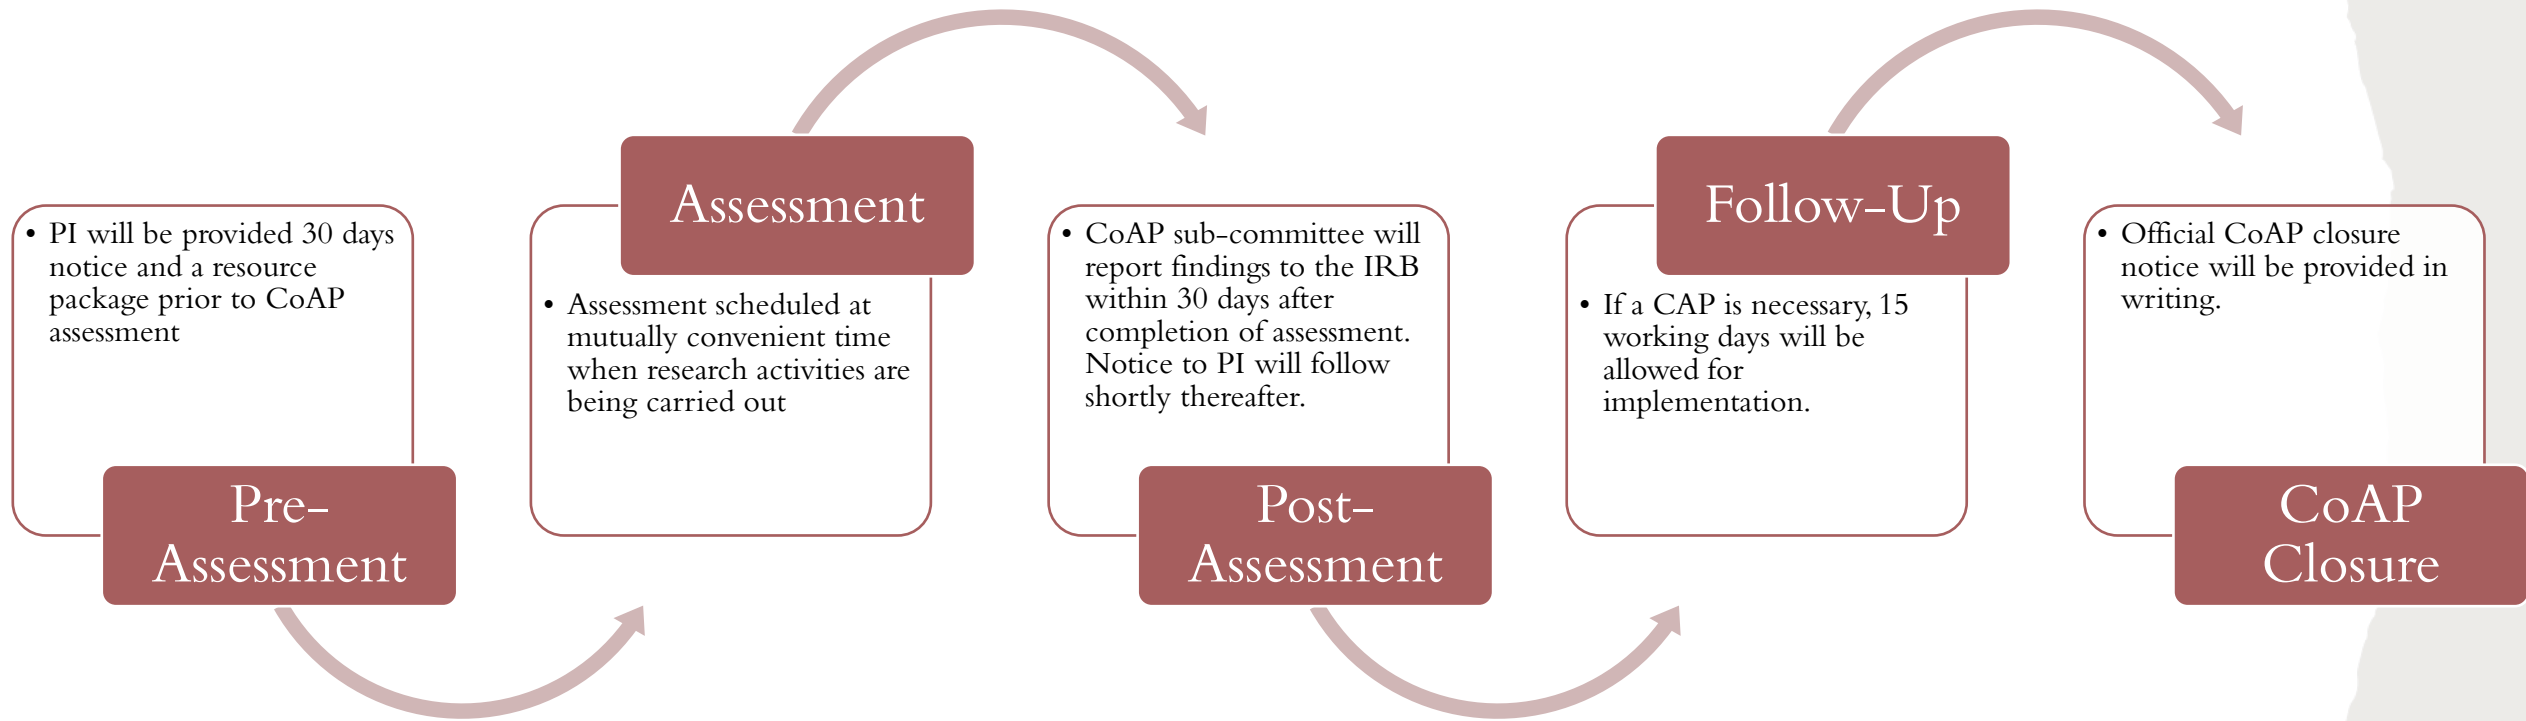 • PI will be provided 30 days
notice and a resource
package prior to CoAP
assessment
Pre-
Assessment
Assessment
• Assessment scheduled at
mutually convenient time
when research activities are
being carried out
• CoAP sub-committee will
report findings to the IRB
within 30 days after
completion of assessment.
Notice to PI will follow
shortly thereafter.
Post-
Assessment
Follow-Up
• If a CAP is necessary, 15
working days will be
allowed for
implementation.
• Official CoAP closure
notice will be provided in
writing.
CoAP
Closure